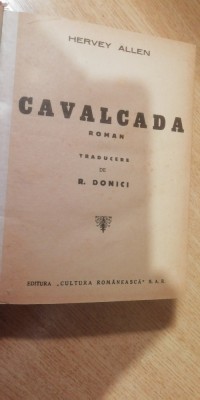 HERVEY ALLEN
CAVALCADA
ROMAN
TRADUCERE
DE
B. DONICI
EDITURA „CULTURA ROMÂNEASCĂ" S. A. R.